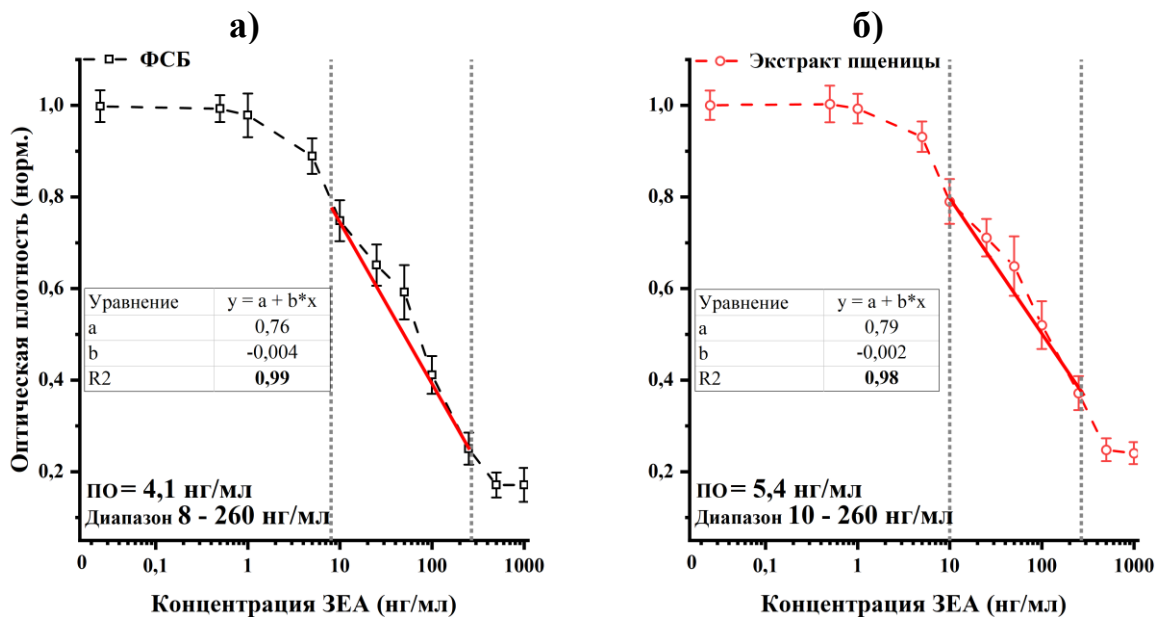 а)
ФСБ
Оптическая плотность (норм.)
1,0
0,8
0,6
0,4
0,2
Уравнение y = a + b*x
a 0,76
b -0,004
R2 0,99
ПО = 4,1 нг/мл
Диапазон 8 - 260 нг/мл
0 0,1 1 10 100 1000
Концентрация ЗЕА (нг/мл)
б)
Экстракт пщеницы
1,0
0,8
0,6
0,4
0,2
Уравнение y = a + b*x
a 0,79
b -0,002
R2 0,98
ПО = 5,4 нг/мл
Диапазон 10 - 260 нг/мл
0 0,1 1 10 100 1000
Концентрация ЗЕА (нг/мл)